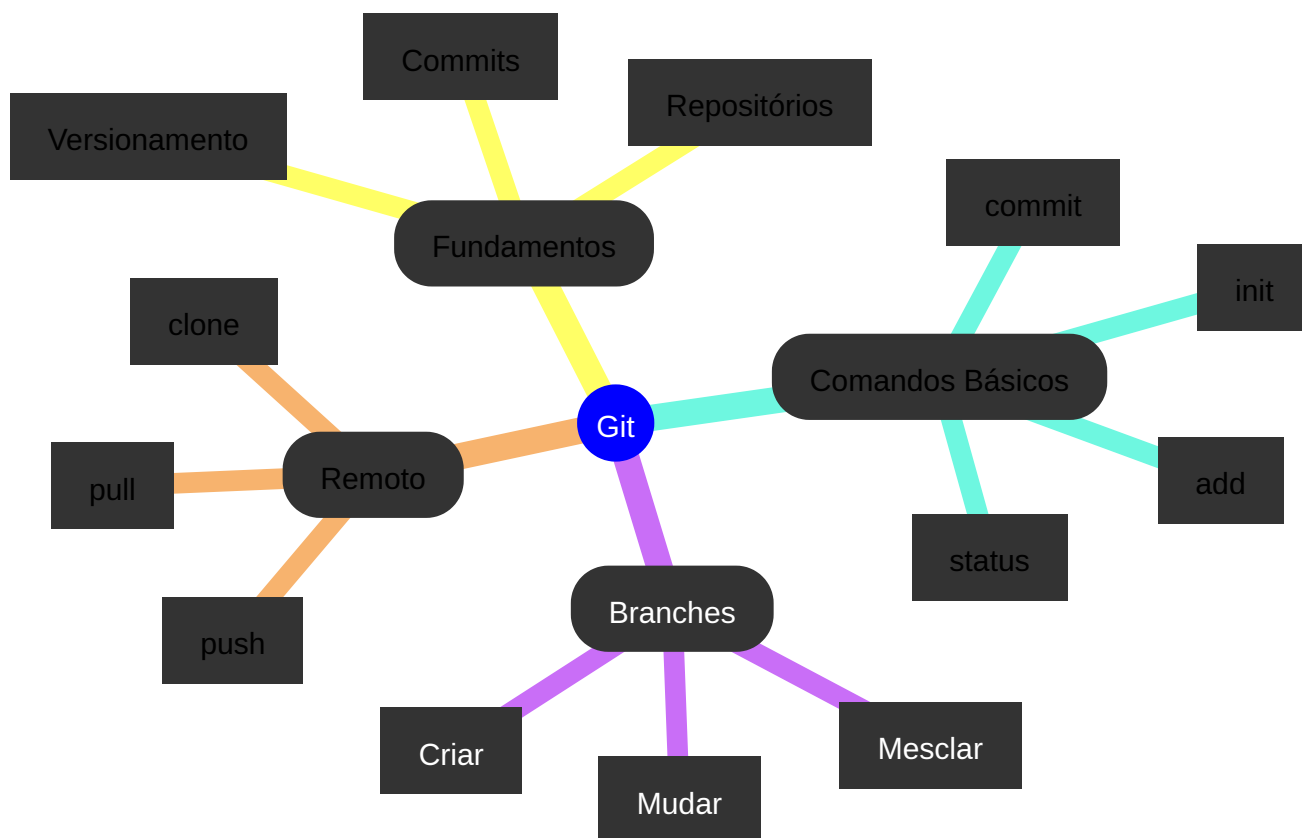 Commits
Repositórios
Versionamento
Fundamentos
commit
init
clone
Comandos Básicos
Git
Remoto
pull
add
status
push
Branches
Criar
Mudar
Mesclar